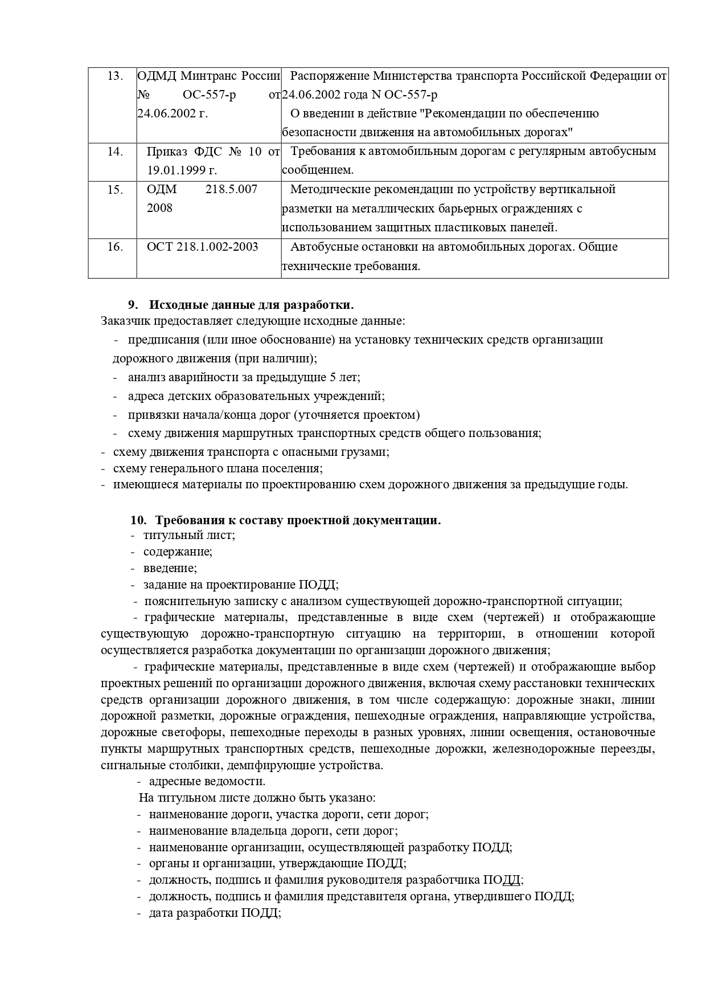 13. ОДМД Минтранс России № ОС-557-р от 24.06.2002 г. Распоряжение Министерства транспорта Российской Федерации от
24.06.2002 года N ОС-557-р
О введении в действие "Рекомендации по обеспечению
безопасности движения на автомобильных дорогах"
14. Приказ ФДС № 10 от 19.01.1999 г. Требования к автомобильным дорогам с регулярным автобусным
сообщением.
15. ОДМ 218.5.007 2008 Методические рекомендации по устройству вертикальной
разметки на металлических барьерных ограждениях с
использованием защитных пластиковых панелей.
16. ОСТ 218.1.002-2003 Автобусные остановки на автомобильных дорогах. Общие
технические требования.
9. Исходные данные для разработки.
Заказчик предоставляет следующие исходные данные:
- предписания (или иное обоснование) на установку технических средств организации
дорожного движения (при наличии);
- анализ аварийности за предыдущие 5 лет;
- адреса детских образовательных учреждений;
- привязки начала/конца дорог (уточняется проектом)
- схему движения маршрутных транспортных средств общего пользования;
- схему движения транспорта с опасными грузами;
- схему генерального плана поселения;
- имеющиеся материалы по проектированию схем дорожного движения за предыдущие годы.
10. Требования к составу проектной документации.
- титульный лист;
- содержание;
- введение;
- задание на проектирование ПОДД;
- пояснительную записку с анализом существующей дорожно-транспортной ситуации;
- графические материалы, представленные в виде схем (чертежей) и отображающие
существующую дорожно-транспортную ситуацию на территории, в отношении которой
осуществляется разработка документации по организации дорожного движения;
- графические материалы, представленные в виде схем (чертежей) и отображающие выбор
проектных решений по организации дорожного движения, включая схему расстановки технических
средств организации дорожного движения, в том числе содержащую: дорожные знаки, линии
дорожной разметки, дорожные ограждения, пешеходные ограждения, направляющие устройства,
дорожные светофоры, пешеходные переходы в разных уровнях, линии освещения, остановочные
пункты маршрутных транспортных средств, пешеходные дорожки, железнодорожные переезды,
сигнальные столбики, демпфирующие устройства.
- адресные ведомости.
На титульном листе должно быть указано:
- наименование дороги, участка дороги, сети дорог;
- наименование владельца дороги, сети дорог;
- наименование организации, осуществляющей разработку ПОДД;
- органы и организации, утверждающие ПОДД;
- должность, подпись и фамилия руководителя разработчика ПОДД;
- должность, подпись и фамилия представителя органа, утвердившего ПОДД;
- дата разработки ПОДД;